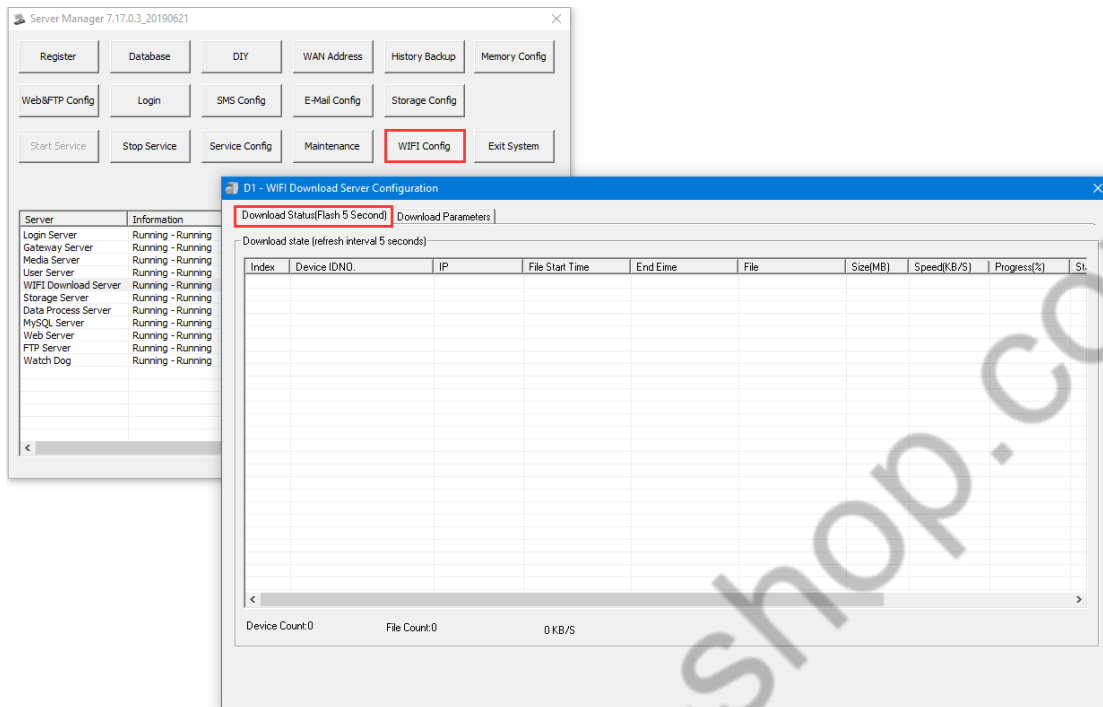 Server Manager 7.17.0.3_20190621
Register Database DIY WAN Address History Backup Memory Config
Web&FTP Config Login SMS Config E-Mail Config Storage Config
Start Service Stop Service Service Config Maintenance WIFI Config Exit System
Server Information
Login Server Running - Running
Gateway Server Running - Running
Media Server Running - Running
User Server Running - Running
WIFI Download Server Running - Running
Storage Server Running - Running
Data Process Server Running - Running
MySQL Server Running - Running
Web Server Running - Running
FTP Server Running - Running
Watch Dog Running - Running
D1 - WIFI Download Server Configuration
Download Status(Flash 5 Second) Download Parameters
Download state (refresh interval 5 seconds)
Index Device IDNO. IP File Start Time End Eime File Size(MB) Speed(KB/S) Progress(%)
Device Count:0 File Count:0 0 KB/S
shop.co